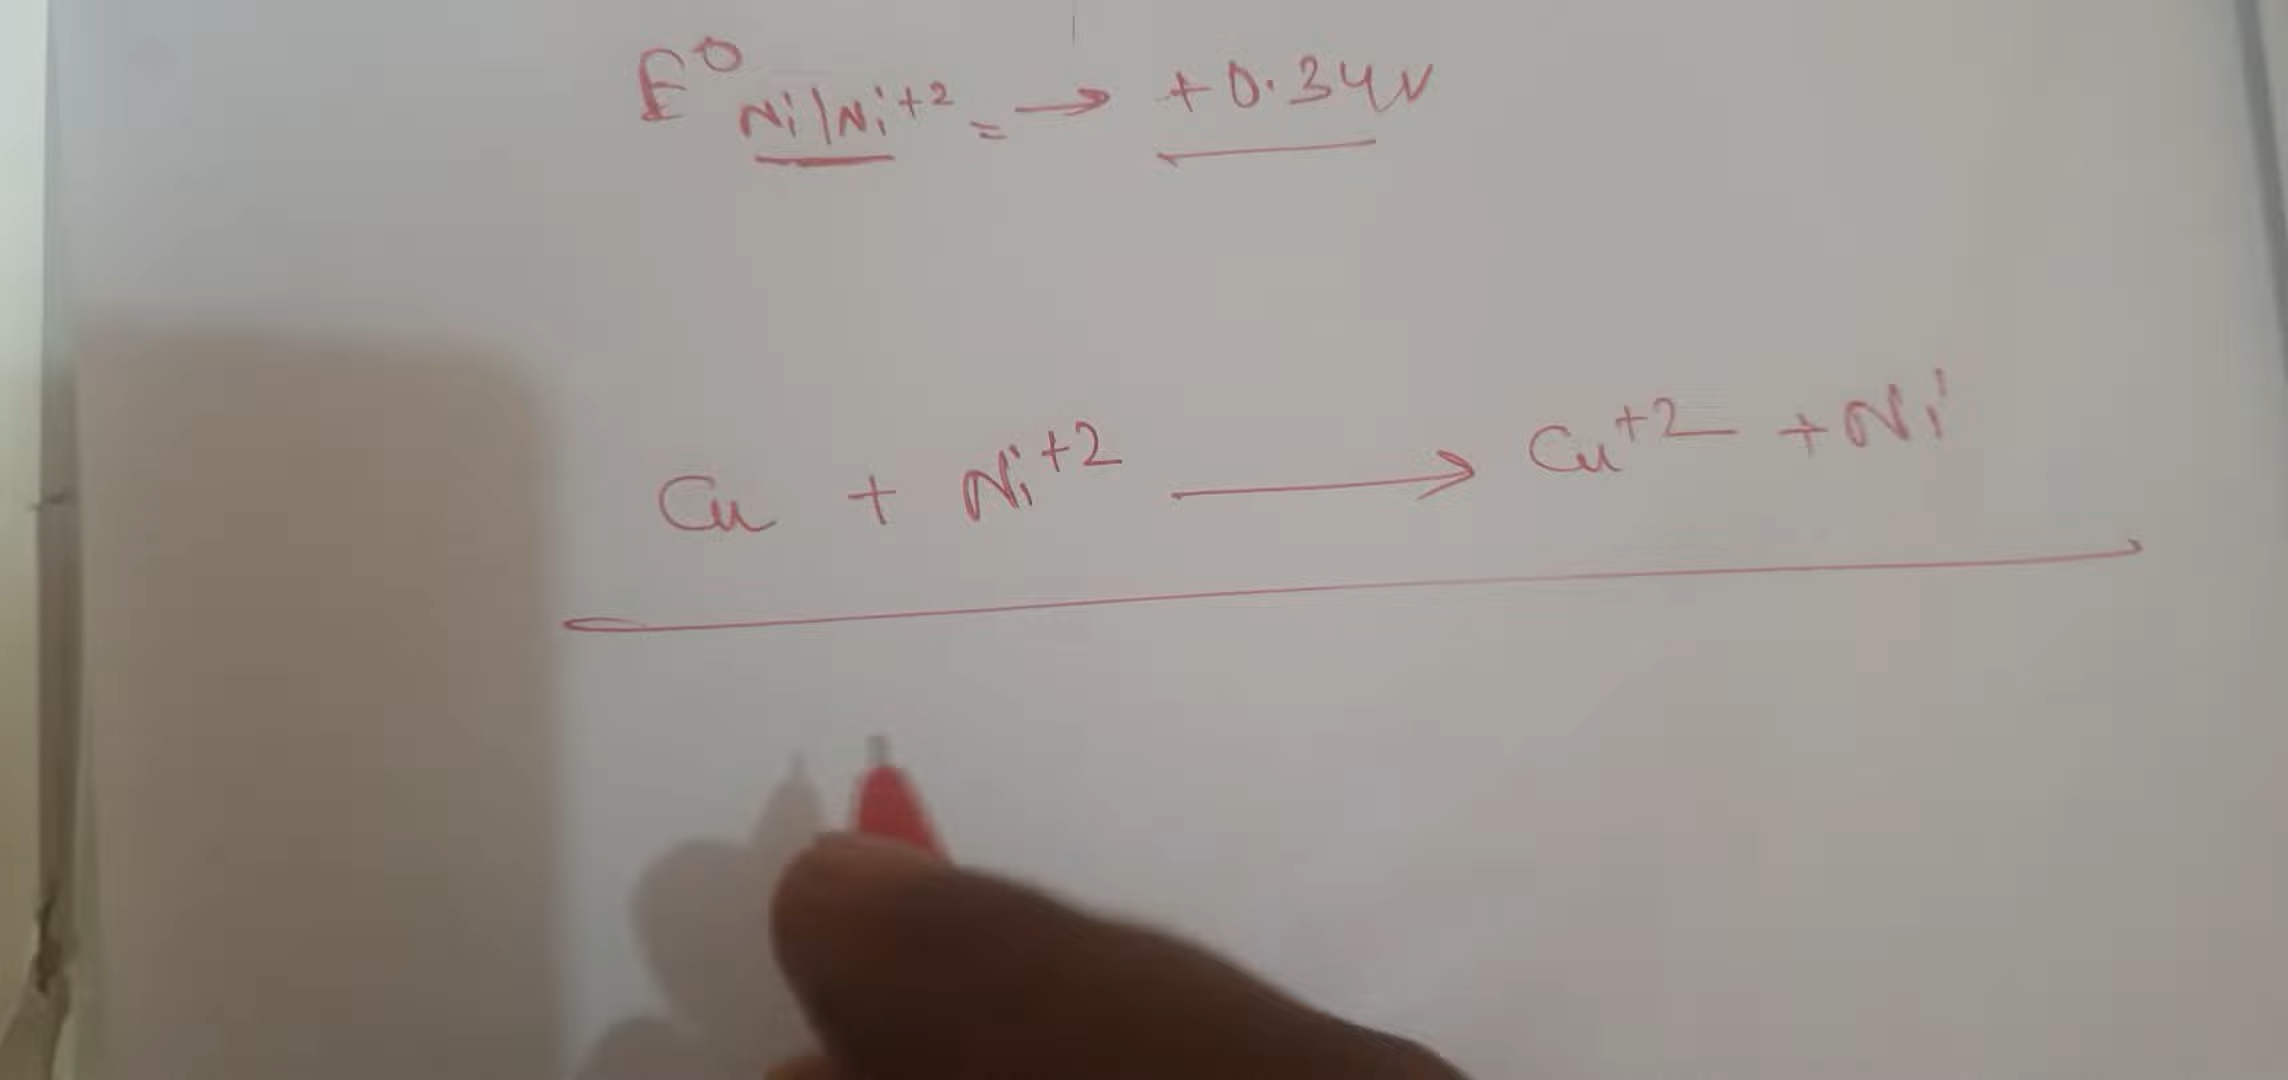 E° Ni|Ni+2 = → +0.34V
Cu + Ni+2 → Cu+2 + Ni